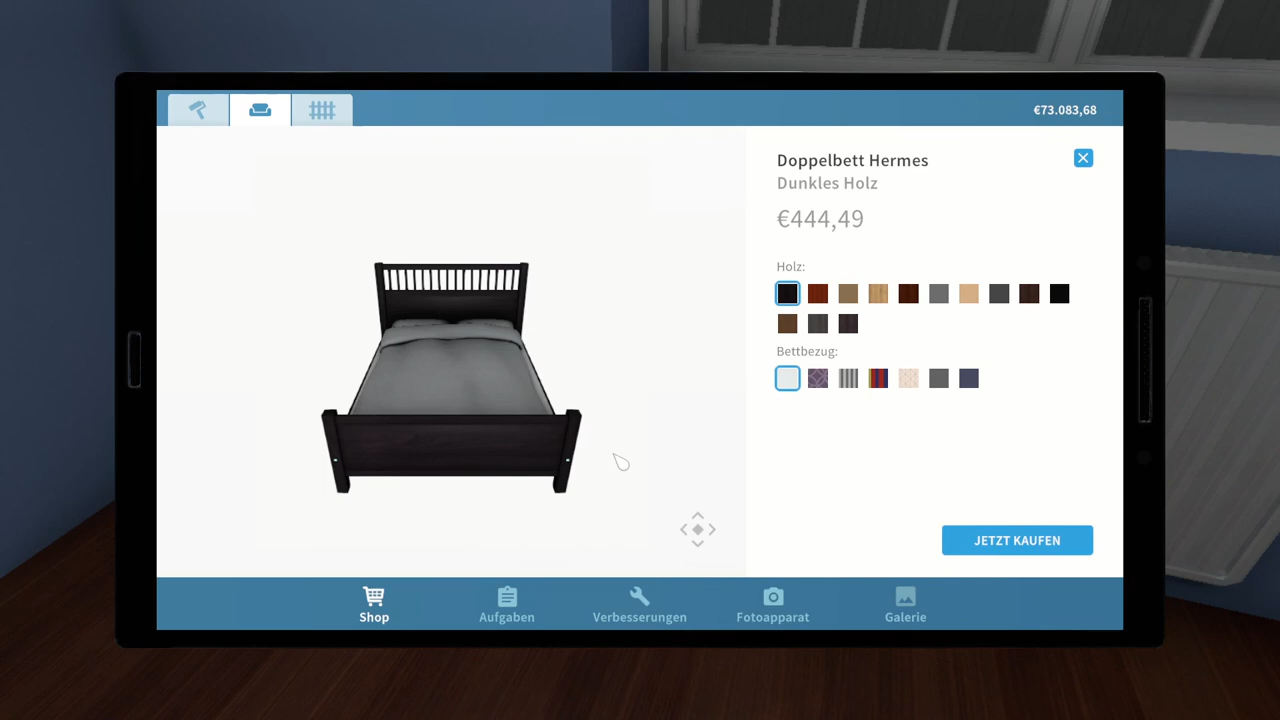 €73.083,68
Doppelbett Hermes
Dunkles Holz
€444,49
Holz:
Bettbezug:
JETZT KAUFEN
Shop
Aufgaben
Verbesserungen
Fotoapparat
Galerie